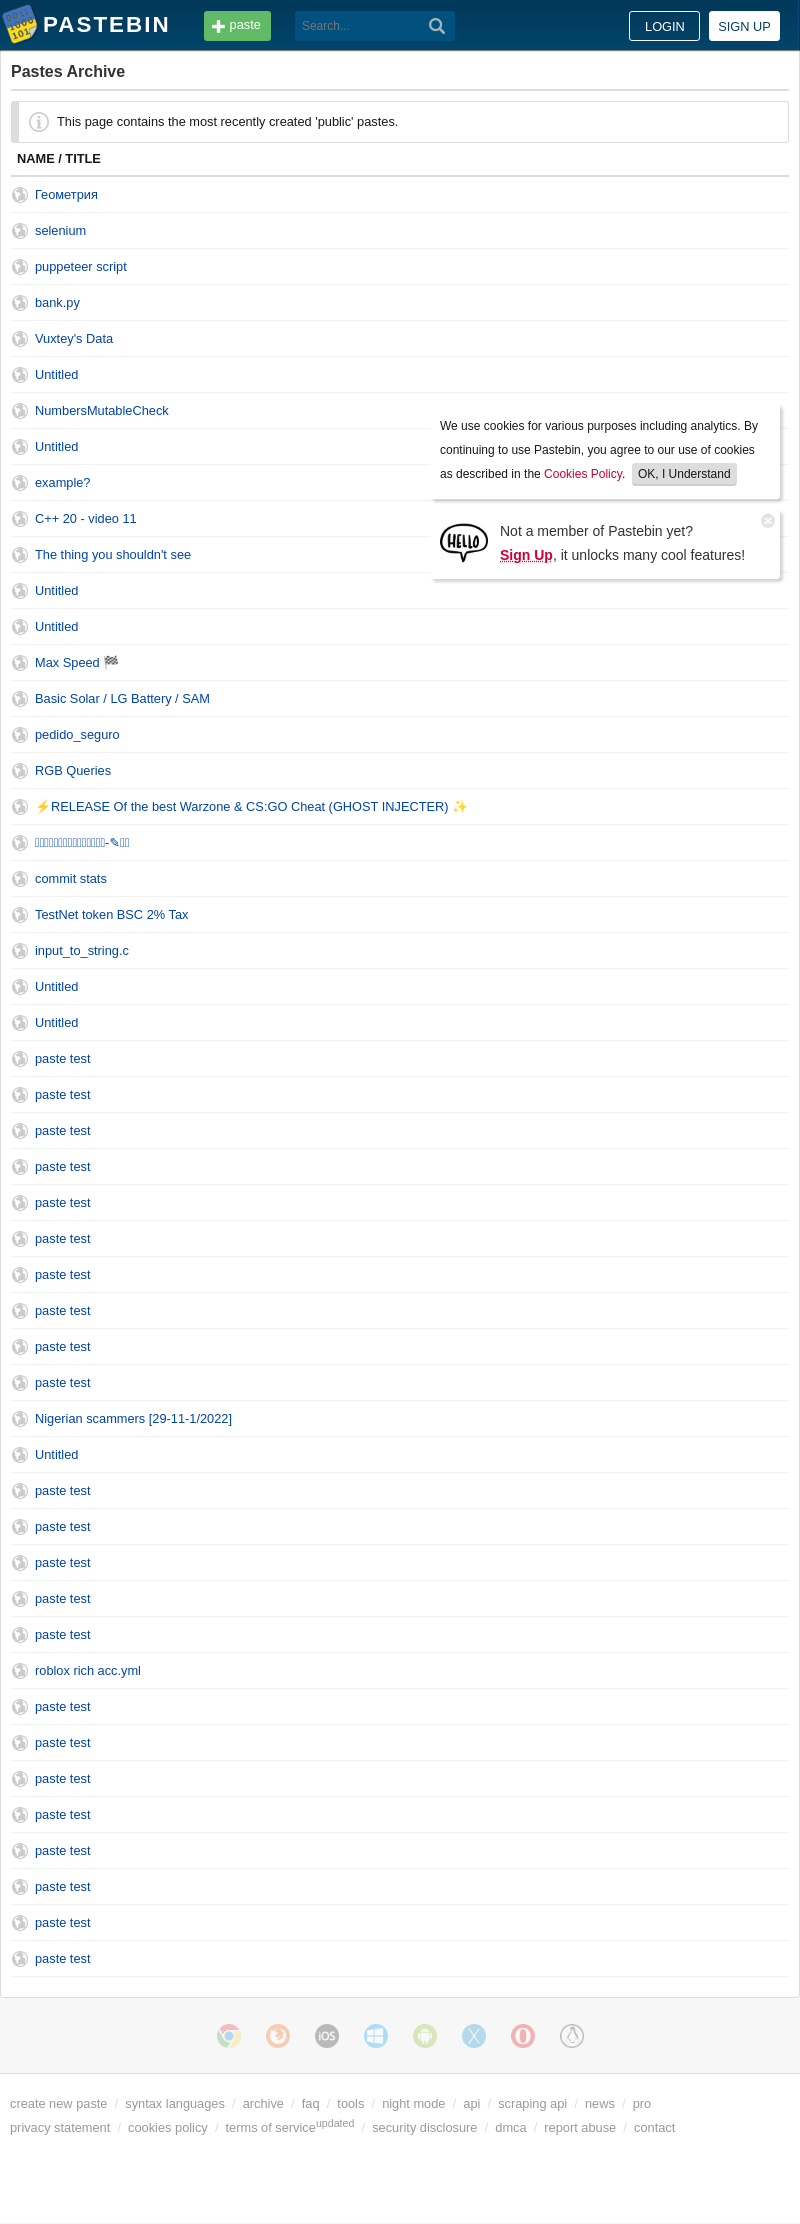 PASTEBIN
paste
Search...
LOGIN
SIGN UP
Pastes Archive
This page contains the most recently created 'public' pastes.
NAME / TITLE
Геометрия
selenium
puppeteer script
bank.py
Vuxtey's Data
Untitled
NumbersMutableCheck
We use cookies for various purposes including analytics. By
continuing to use Pastebin, you agree to our use of cookies
as described in the Cookies Policy. OK, I Understand
Untitled
example?
C++ 20 - video 11
Not a member of Pastebin yet?
Sign Up, it unlocks many cool features!
HELLO
The thing you shouldn't see
Untitled
Untitled
Max Speed 🏁
Basic Solar / LG Battery / SAM
pedido_seguro
RGB Queries
⚡RELEASE Of the best Warzone & CS:GO Cheat (GHOST INJECTER) ✨
commit stats
TestNet token BSC 2% Tax
input_to_string.c
Untitled
Untitled
paste test
paste test
paste test
paste test
paste test
paste test
paste test
paste test
paste test
paste test
Nigerian scammers [29-11-1/2022]
Untitled
paste test
paste test
paste test
paste test
paste test
roblox rich acc.yml
paste test
paste test
paste test
paste test
paste test
paste test
paste test
paste test
iOS
create new paste / syntax languages / archive / faq / tools / night mode / api / scraping api / news / pro
privacy statement / cookies policy / terms of service updated / security disclosure / dmca / report abuse / contact